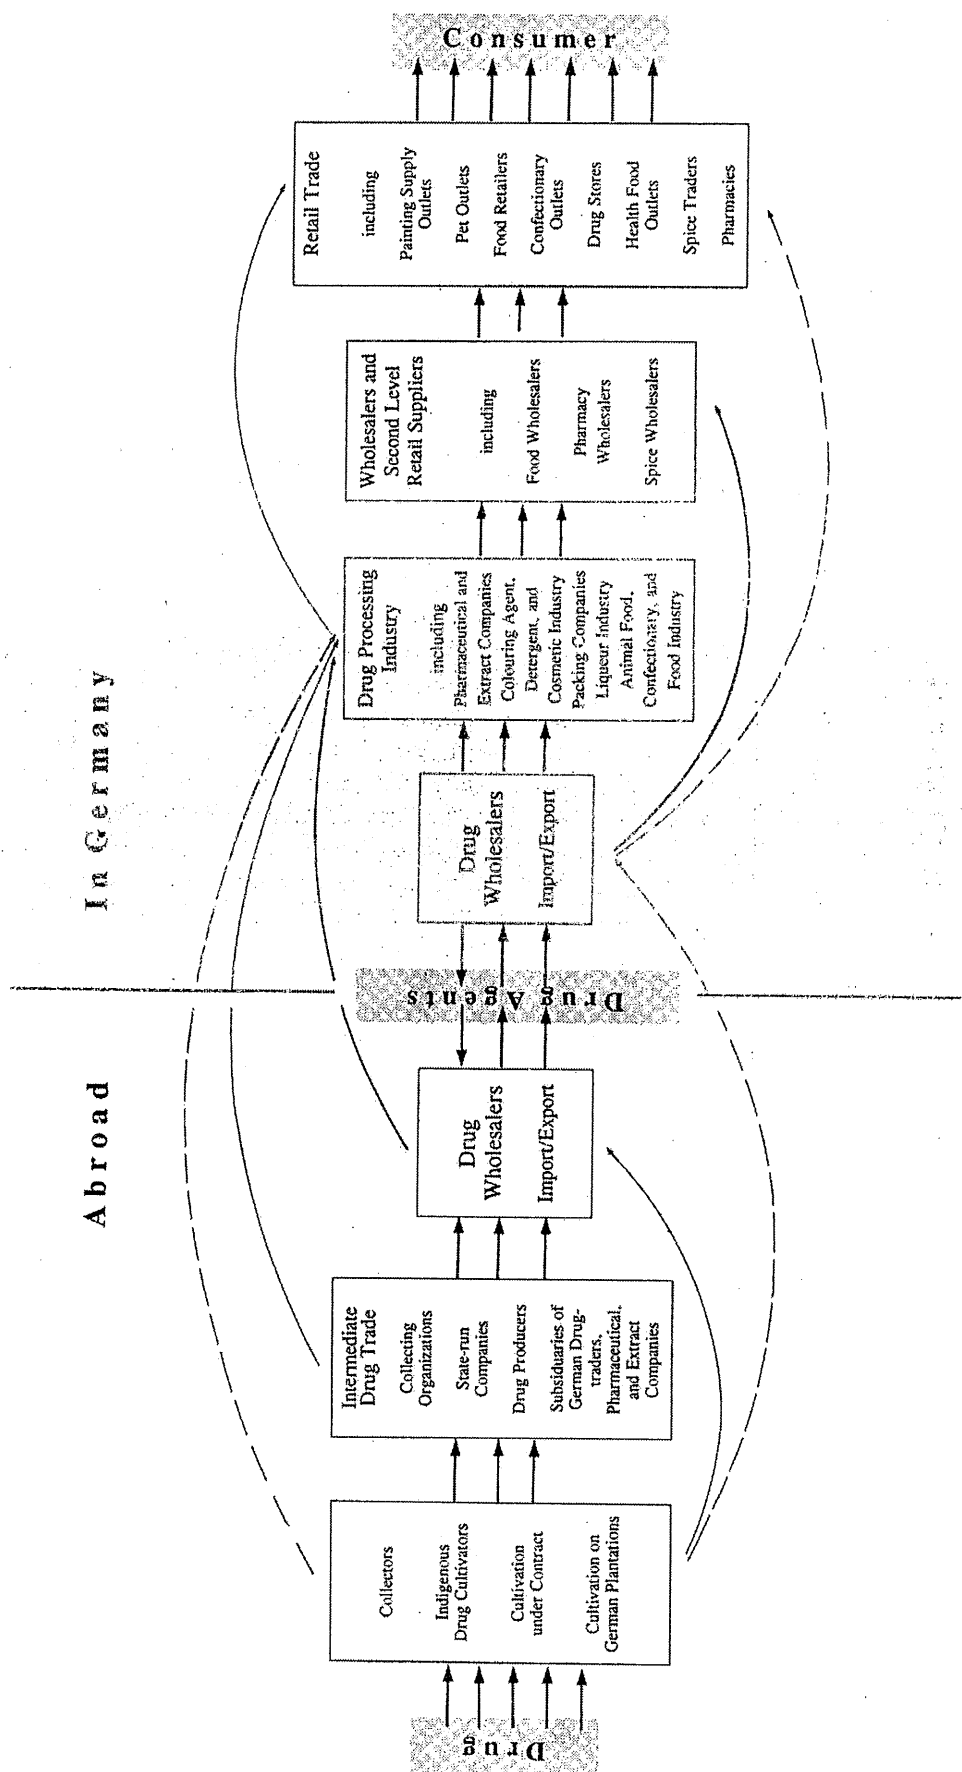 Abroad
In Germany
Drug
Collectors
Indigenous
Drug Cultivators
Cultivation
under Contract
Cultivation on
German Plantations
Intermediate
Drug Trade
Collecting
Organizations
State-run
Companies
Drug Producers
Subsiduaries of
German Drug-
traders,
Pharmaceutical,
and Extract
Companies
Drug
Wholesalers
Import/Export
Drug Agents
Drug
Wholesalers
Import/Export
Drug Processing
Industry
including
Pharmaceutical and
Extract Companies
Colouring Agent,
Detergent, and
Cosmetic Industry
Packing Companies
Liqueur Industry
Animal Food,
Confectionary, and
Food Industry
Wholesalers and
Second Level
Retail Suppliers
including
Food Wholesalers
Pharmacy
Wholesalers
Spice Wholesalers
Retail Trade
including
Painting Supply
Outlets
Pet Outlets
Food Retailers
Confectionary
Outlets
Drug Stores
Health Food
Outlets
Spice Traders
Pharmacies
Consumer